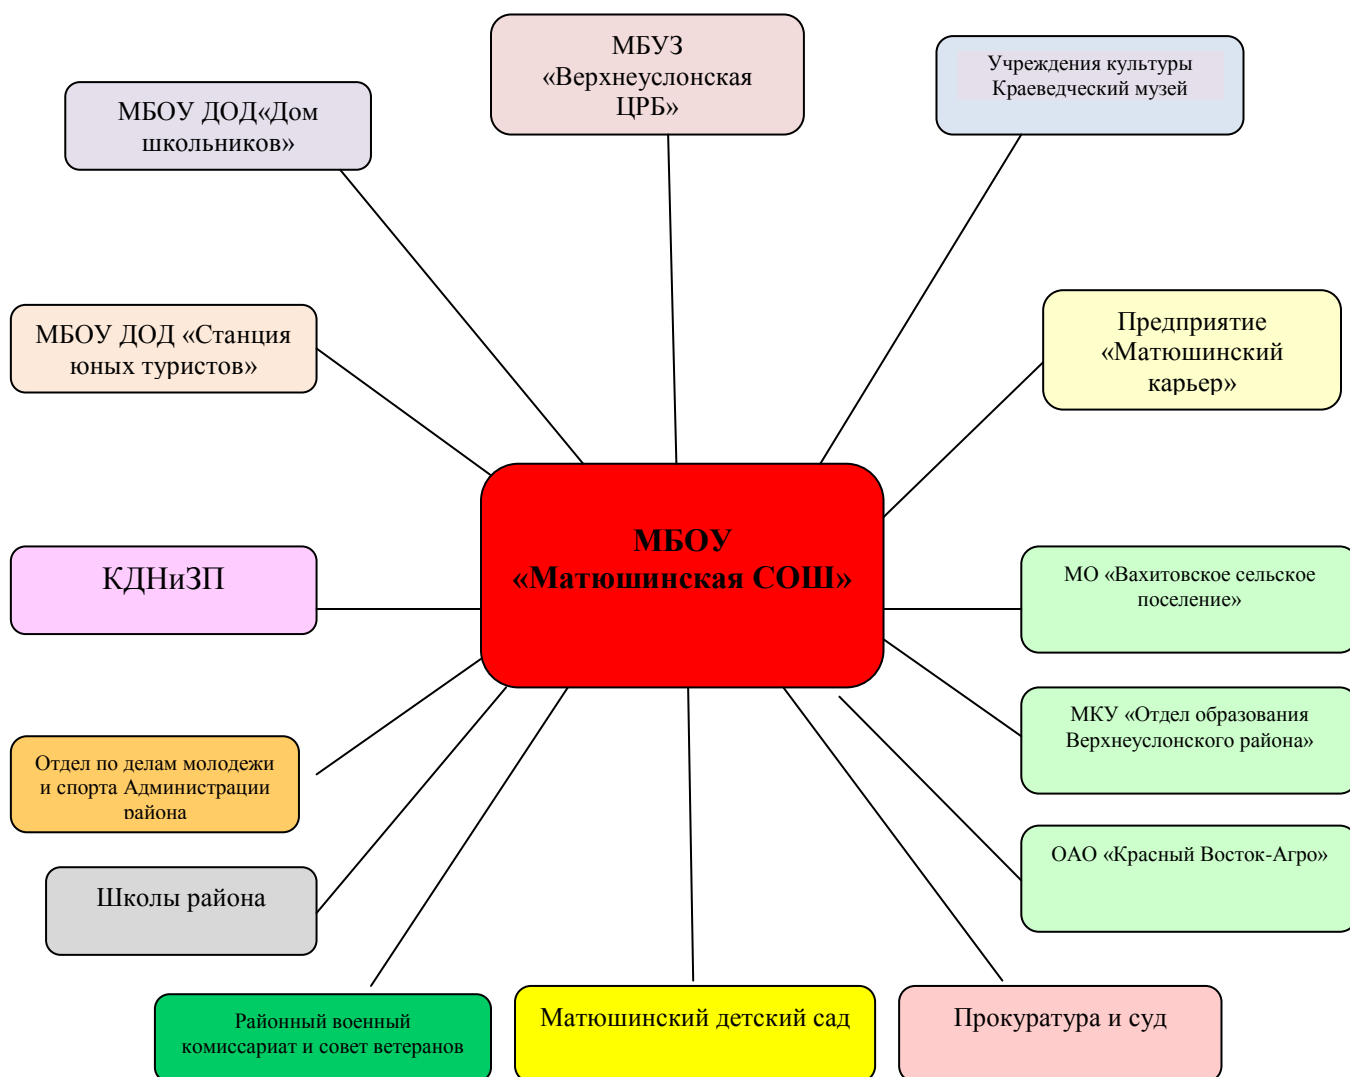 МБУЗ
«Верхнеуслонская
ЦРБ»
Учреждения культуры
Краеведческий музей
МБОУ ДОД«Дом
школьников»
МБОУ ДОД «Станция
юных туристов»
Предприятие
«Матюшинский
карьер»
МБОУ
«Матюшинская СОШ»
КДНиЗП
МО «Вахитовское сельское
поселение»
МКУ «Отдел образования
Верхнеуслонского района»
Отдел по делам молодежи
и спорта Администрации
района
ОАО «Красный Восток-Агро»
Школы района
Районный военный
комиссариат и совет ветеранов
Матюшинский детский сад
Прокуратура и суд